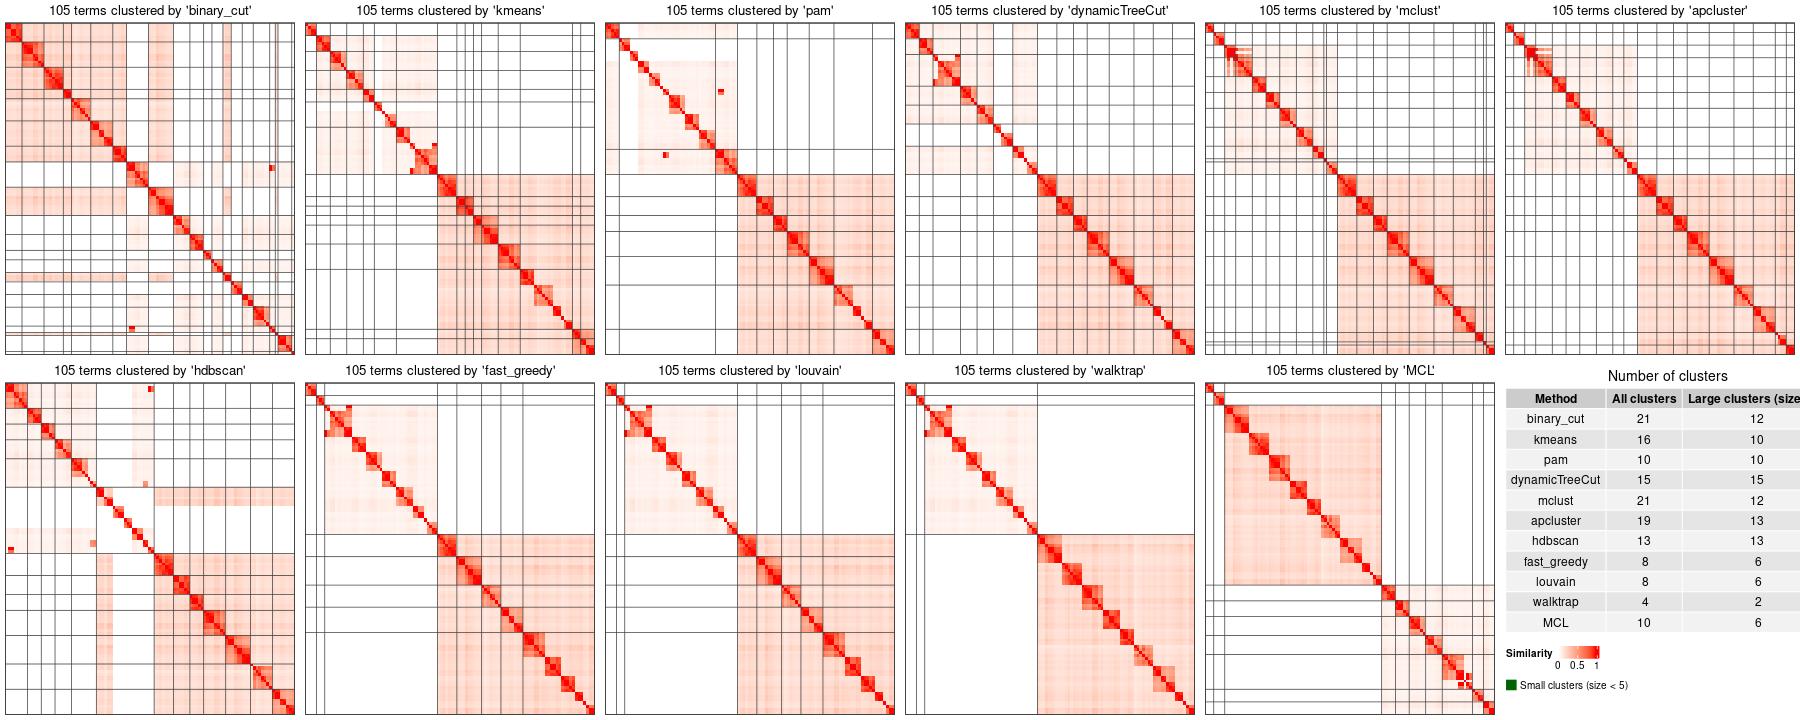 105 terms clustered by 'binary_cut'
105 terms clustered by 'kmeans'
105 terms clustered by 'pam'
105 terms clustered by 'dynamicTreeCut'
105 terms clustered by 'mclust'
105 terms clustered by 'apcluster'
105 terms clustered by 'hdbscan'
105 terms clustered by 'fast_greedy'
105 terms clustered by 'louvain'
105 terms clustered by 'walktrap'
105 terms clustered by 'MCL'
Number of clusters
Method All clusters Large clusters (size
binary_cut 21 12
kmeans 16 10
pam 10 10
dynamicTreeCut 15 15
mclust 21 12
apcluster 19 13
hdbscan 13 13
fast_greedy 8 6
louvain 8 6
walktrap 4 2
MCL 10 6
Similarity
0 0.5 1
Small clusters (size < 5)